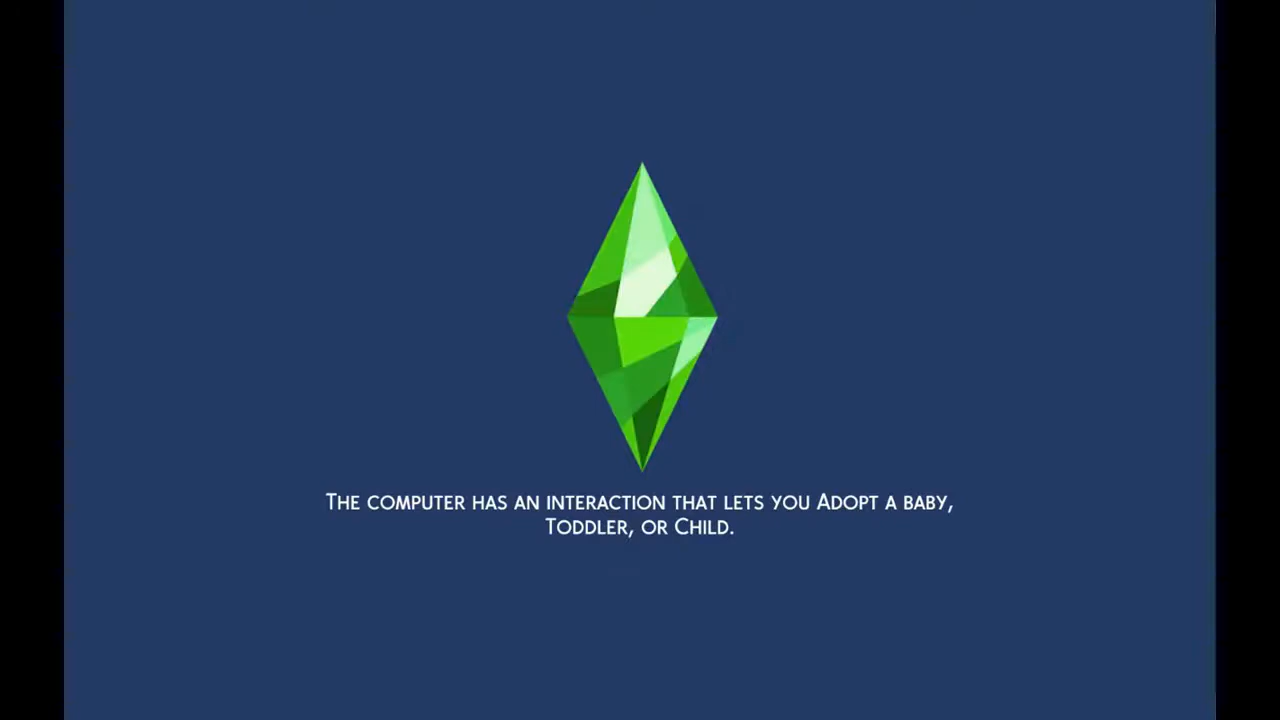 The computer has an interaction that lets you Adopt a baby,
Toddler, or Child.